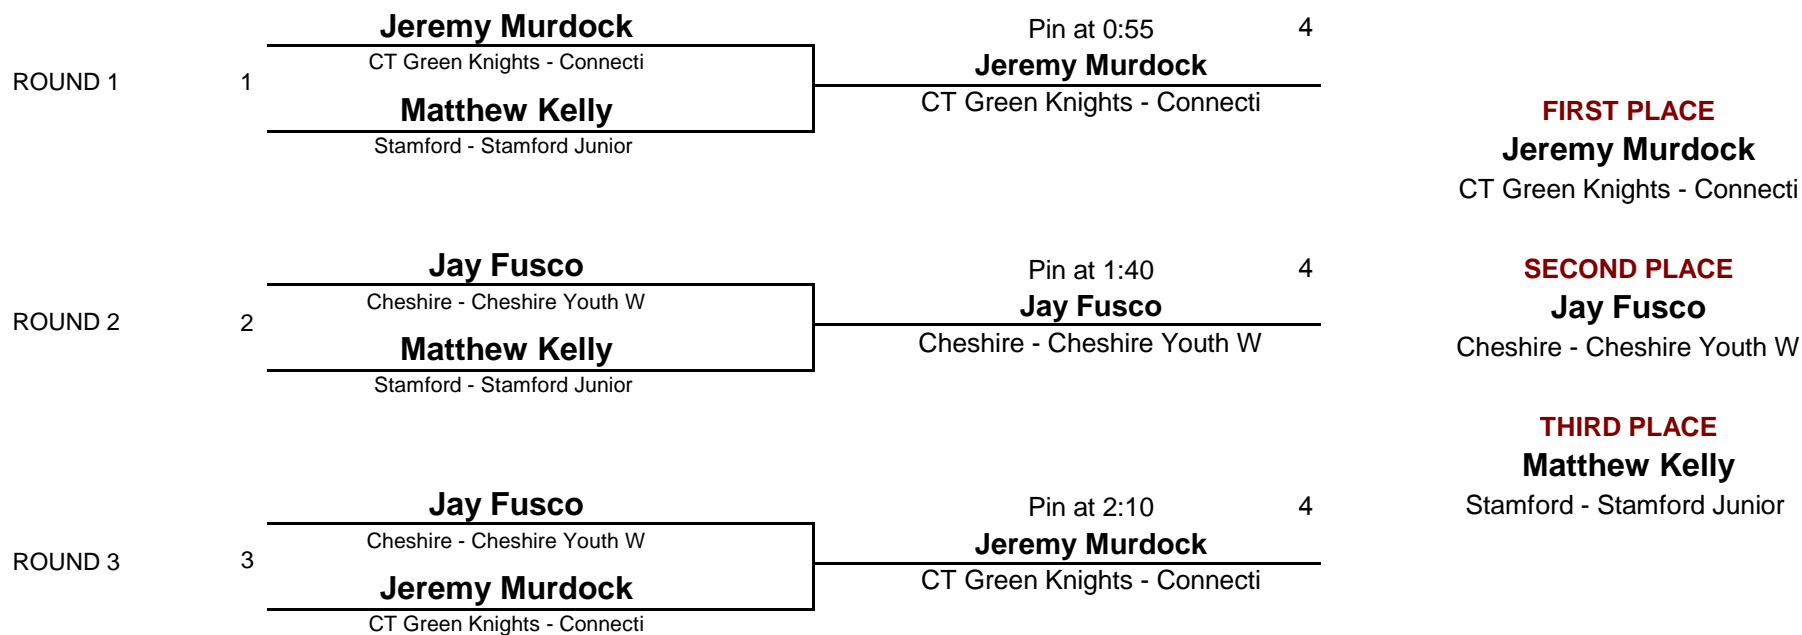 ROUND 1
1
Jeremy Murdock
CT Green Knights - Connecti
Matthew Kelly
Stamford - Stamford Junior
Pin at 0:55
4
Jeremy Murdock
CT Green Knights - Connecti
ROUND 2
2
Jay Fusco
Cheshire - Cheshire Youth W
Matthew Kelly
Stamford - Stamford Junior
Pin at 1:40
4
Jay Fusco
Cheshire - Cheshire Youth W
ROUND 3
3
Jay Fusco
Cheshire - Cheshire Youth W
Jeremy Murdock
CT Green Knights - Connecti
Pin at 2:10
4
Jeremy Murdock
CT Green Knights - Connecti
FIRST PLACE
Jeremy Murdock
CT Green Knights - Connecti
SECOND PLACE
Jay Fusco
Cheshire - Cheshire Youth W
THIRD PLACE
Matthew Kelly
Stamford - Stamford Junior